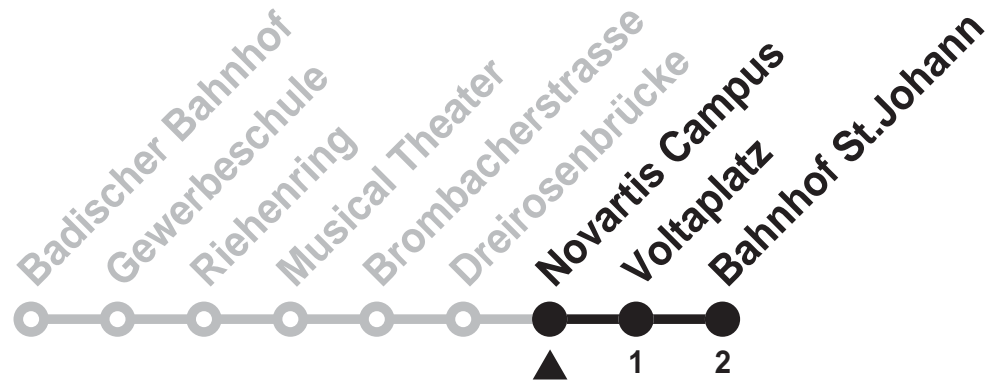 Badischer Bahnhof
Gewerbeschule
Riehenring
Musical Theater
Brombacherstrasse
Dreirosenbrücke
Novartis Campus
Voltaplatz
Bahnhof St.Johann
1
2